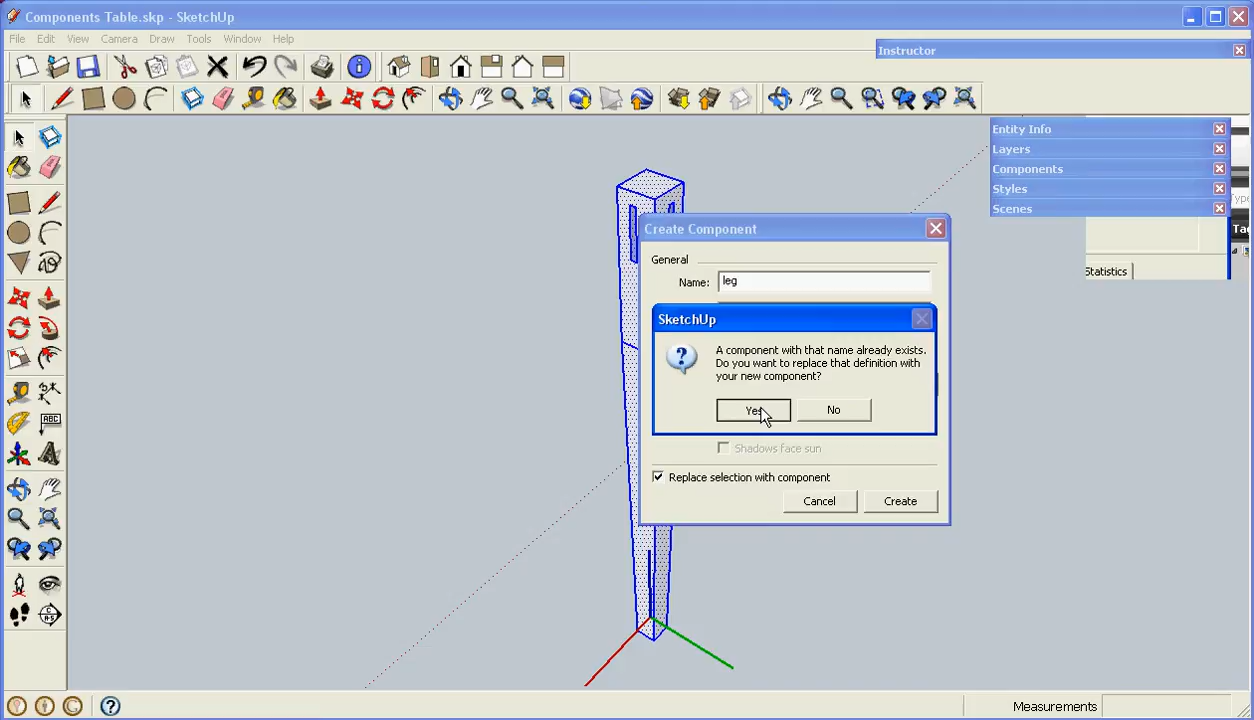 Components Table.skp - SketchUp
File Edit View Camera Draw Tools Window Help
Instructor
Entity Info
Layers
Components
Styles
Scenes
Statistics
Create Component
General
Name: leg
SketchUp
A component with that name already exists.
Do you want to replace that definition with
your new component?
Yes No
Shadows face sun
Replace selection with component
Cancel Create
ABC
Measurements